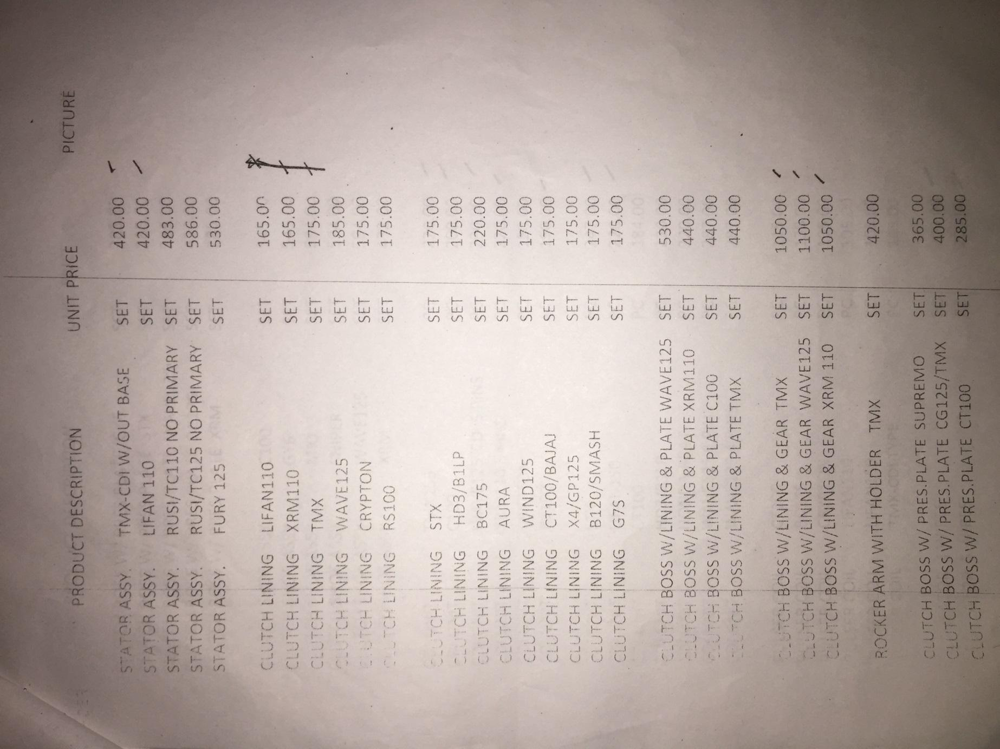 PRODUCT DESCRIPTION UNIT PRICE PICTURE
STATOR ASSY. TMX-CDI W/OUT BASE SET 420.00
STATOR ASSY. LIFAN 110 SET 420.00
STATOR ASSY. RUSI/TC110 NO PRIMARY SET 483.00
STATOR ASSY. RUSI/TC125 NO PRIMARY SET 586.00
STATOR ASSY. FURY 125 SET 530.00
CLUTCH LINING LIFAN110 SET 165.00
CLUTCH LINING XRM110 SET 165.00
CLUTCH LINING TMX SET 175.00
CLUTCH LINING WAVE125 SET 185.00
CLUTCH LINING CRYPTON SET 175.00
CLUTCH LINING RS100 SET 175.00
CLUTCH LINING STX SET 175.00
CLUTCH LINING HD3/B1LP SET 175.00
CLUTCH LINING BC175 SET 220.00
CLUTCH LINING AURA SET 175.00
CLUTCH LINING WIND125 SET 175.00
CLUTCH LINING CT100/BAJAJ SET 175.00
CLUTCH LINING X4/GP125 SET 175.00
CLUTCH LINING B120/SMASH SET 175.00
CLUTCH LINING G7S SET 175.00
CLUTCH BOSS W/LINING & PLATE WAVE125 SET 530.00
CLUTCH BOSS W/LINING & PLATE XRM110 SET 440.00
CLUTCH BOSS W/LINING & PLATE C100 SET 440.00
CLUTCH BOSS W/LINING & PLATE TMX SET 440.00
CLUTCH BOSS W/LINING & GEAR TMX SET 1050.00
CLUTCH BOSS W/LINING & GEAR WAVE125 SET 1100.00
CLUTCH BOSS W/LINING & GEAR XRM 110 SET 1050.00
ROCKER ARM WITH HOLDER TMX SET 420.00
CLUTCH BOSS W/ PRES.PLATE SUPREMO SET 365.00
CLUTCH BOSS W/ PRES.PLATE CG125/TMX SET 400.00
CLUTCH BOSS W/ PRES.PLATE CT100 SET 285.00